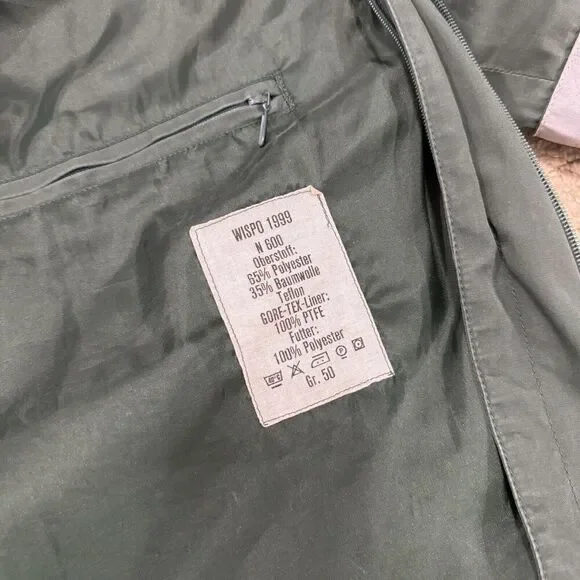 WISPO 1999
N 600
Oberstoff:
65% Polyester
35% Baumwolle
Teflon
GORE-TEX-Liner:
100% PTFE
Futter:
100% Polyester
Gr. 50